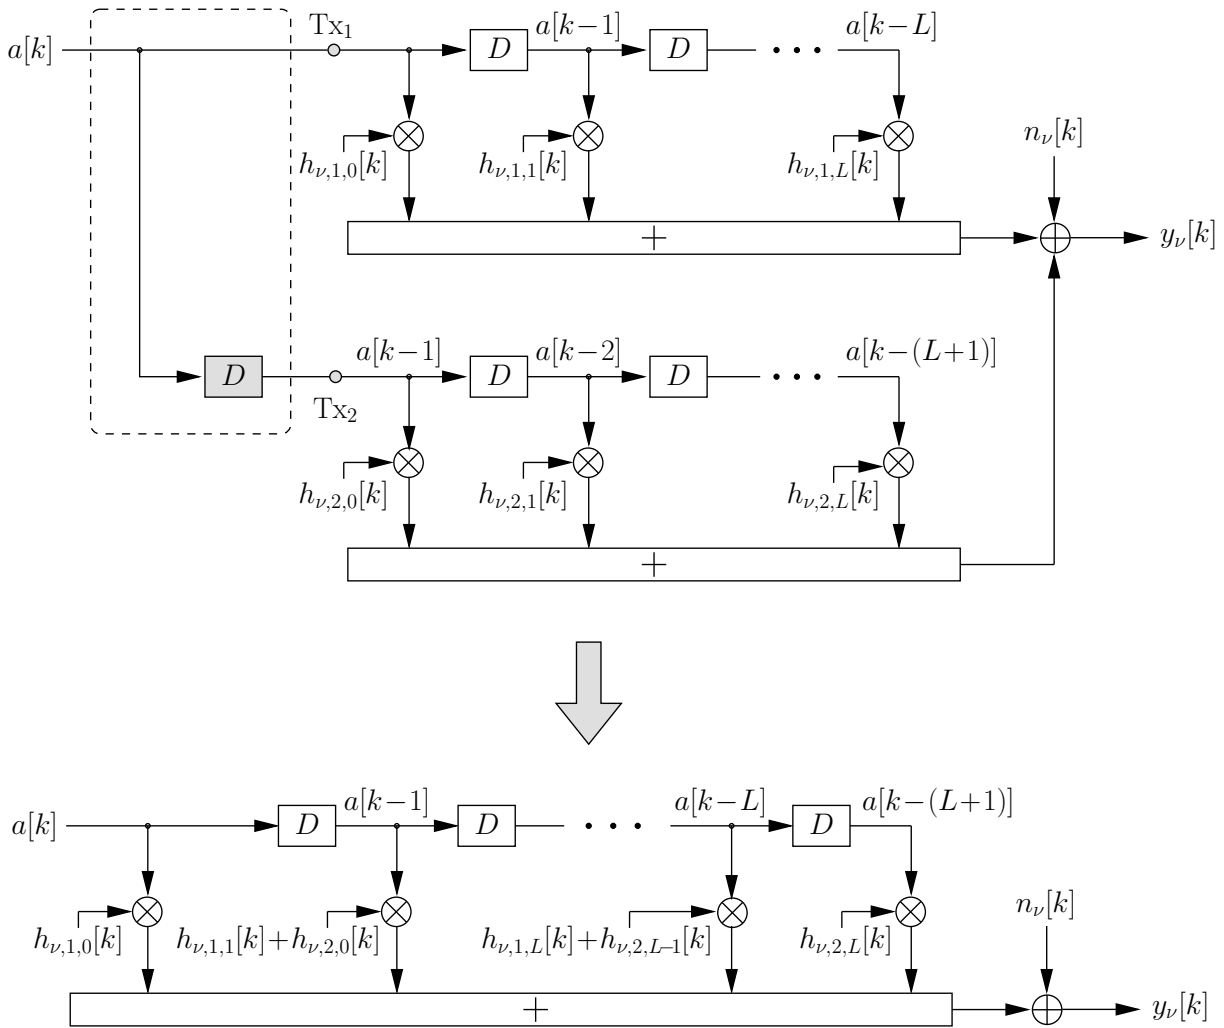 a[k] Tx₁ D a[k−1] D · · · a[k−L]
h_{ν,1,0}[k] h_{ν,1,1}[k] h_{ν,1,L}[k] n_ν[k]
+ y_ν[k]
D Tx₂ a[k−1] D a[k−2] D · · · a[k−(L+1)]
h_{ν,2,0}[k] h_{ν,2,1}[k] h_{ν,2,L}[k]
+
a[k] D a[k−1] D · · · a[k−L] D a[k−(L+1)]
h_{ν,1,0}[k] h_{ν,1,1}[k]+h_{ν,2,0}[k] h_{ν,1,L}[k]+h_{ν,2,L−1}[k] h_{ν,2,L}[k] n_ν[k]
+ y_ν[k]